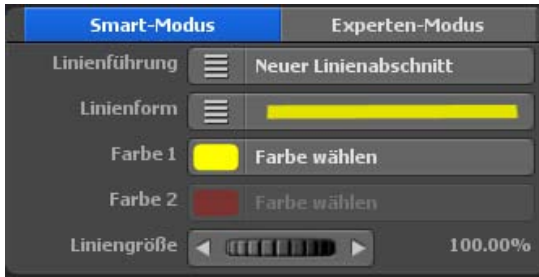 Smart-Modus Experten-Modus
Linienführung Neuer Linienabschnitt
Linienform
Farbe 1 Farbe wählen
Farbe 2 Farbe wählen
Liniengröße 100.00%